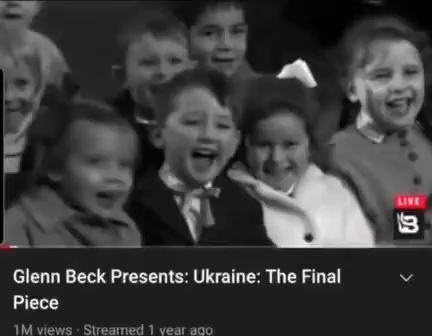 LIVE
B
Glenn Beck Presents: Ukraine: The Final
Piece
1M views · Streamed 1 year ago